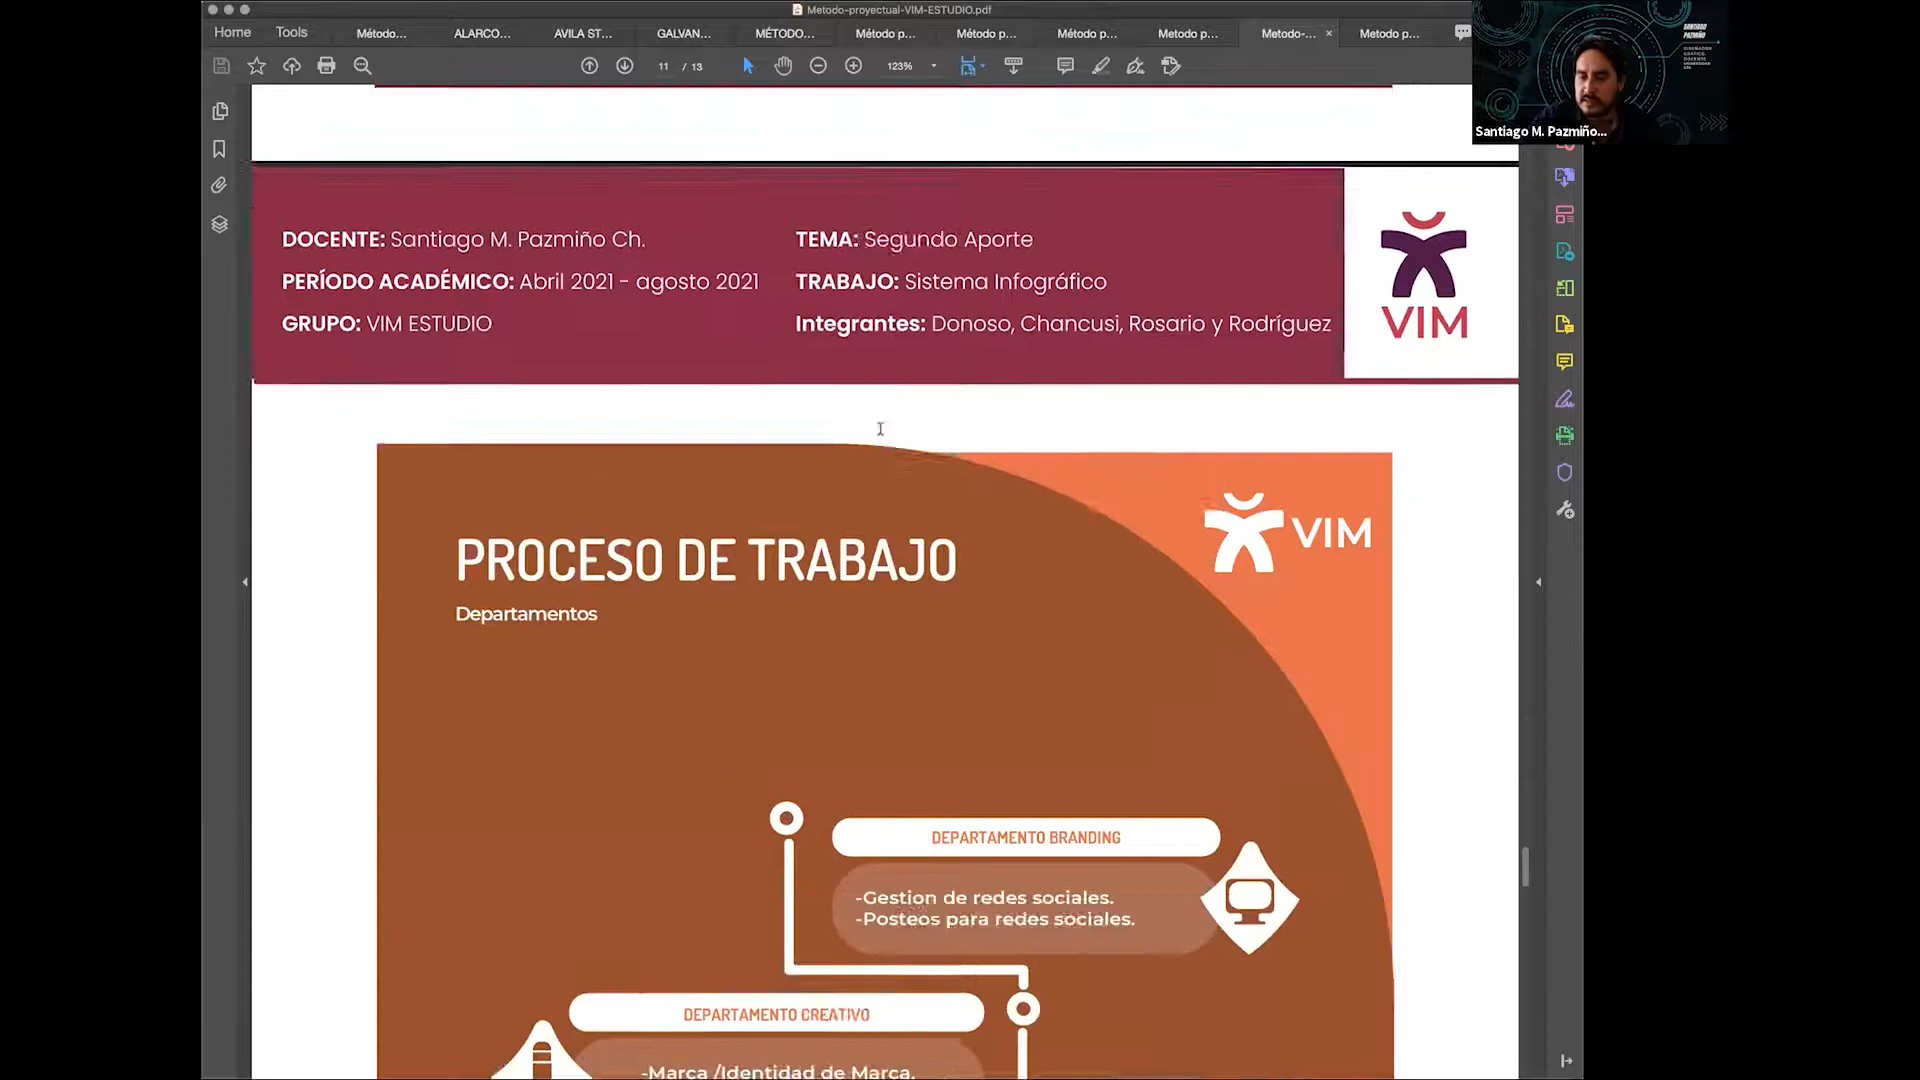 Metodo-proyectual-VIM-ESTUDIO.pdf
Home Tools Método... ALARCO... AVILA ST... GALVAN... MÉTODO... Método p... Método p... Método p... Metodo p... Metodo-... × Metodo p...
11 / 13 123%
SANTIAGO
PAZMIÑO
Santiago M. Pazmiño...
DOCENTE: Santiago M. Pazmiño Ch.
PERÍODO ACADÉMICO: Abril 2021 - agosto 2021
GRUPO: VIM ESTUDIO
TEMA: Segundo Aporte
TRABAJO: Sistema Infográfico
Integrantes: Donoso, Chancusi, Rosario y Rodríguez
VIM
VIM
PROCESO DE TRABAJO
Departamentos
DEPARTAMENTO BRANDING
-Gestion de redes sociales.
-Posteos para redes sociales.
DEPARTAMENTO CREATIVO
-Marca /Identidad de Marca.